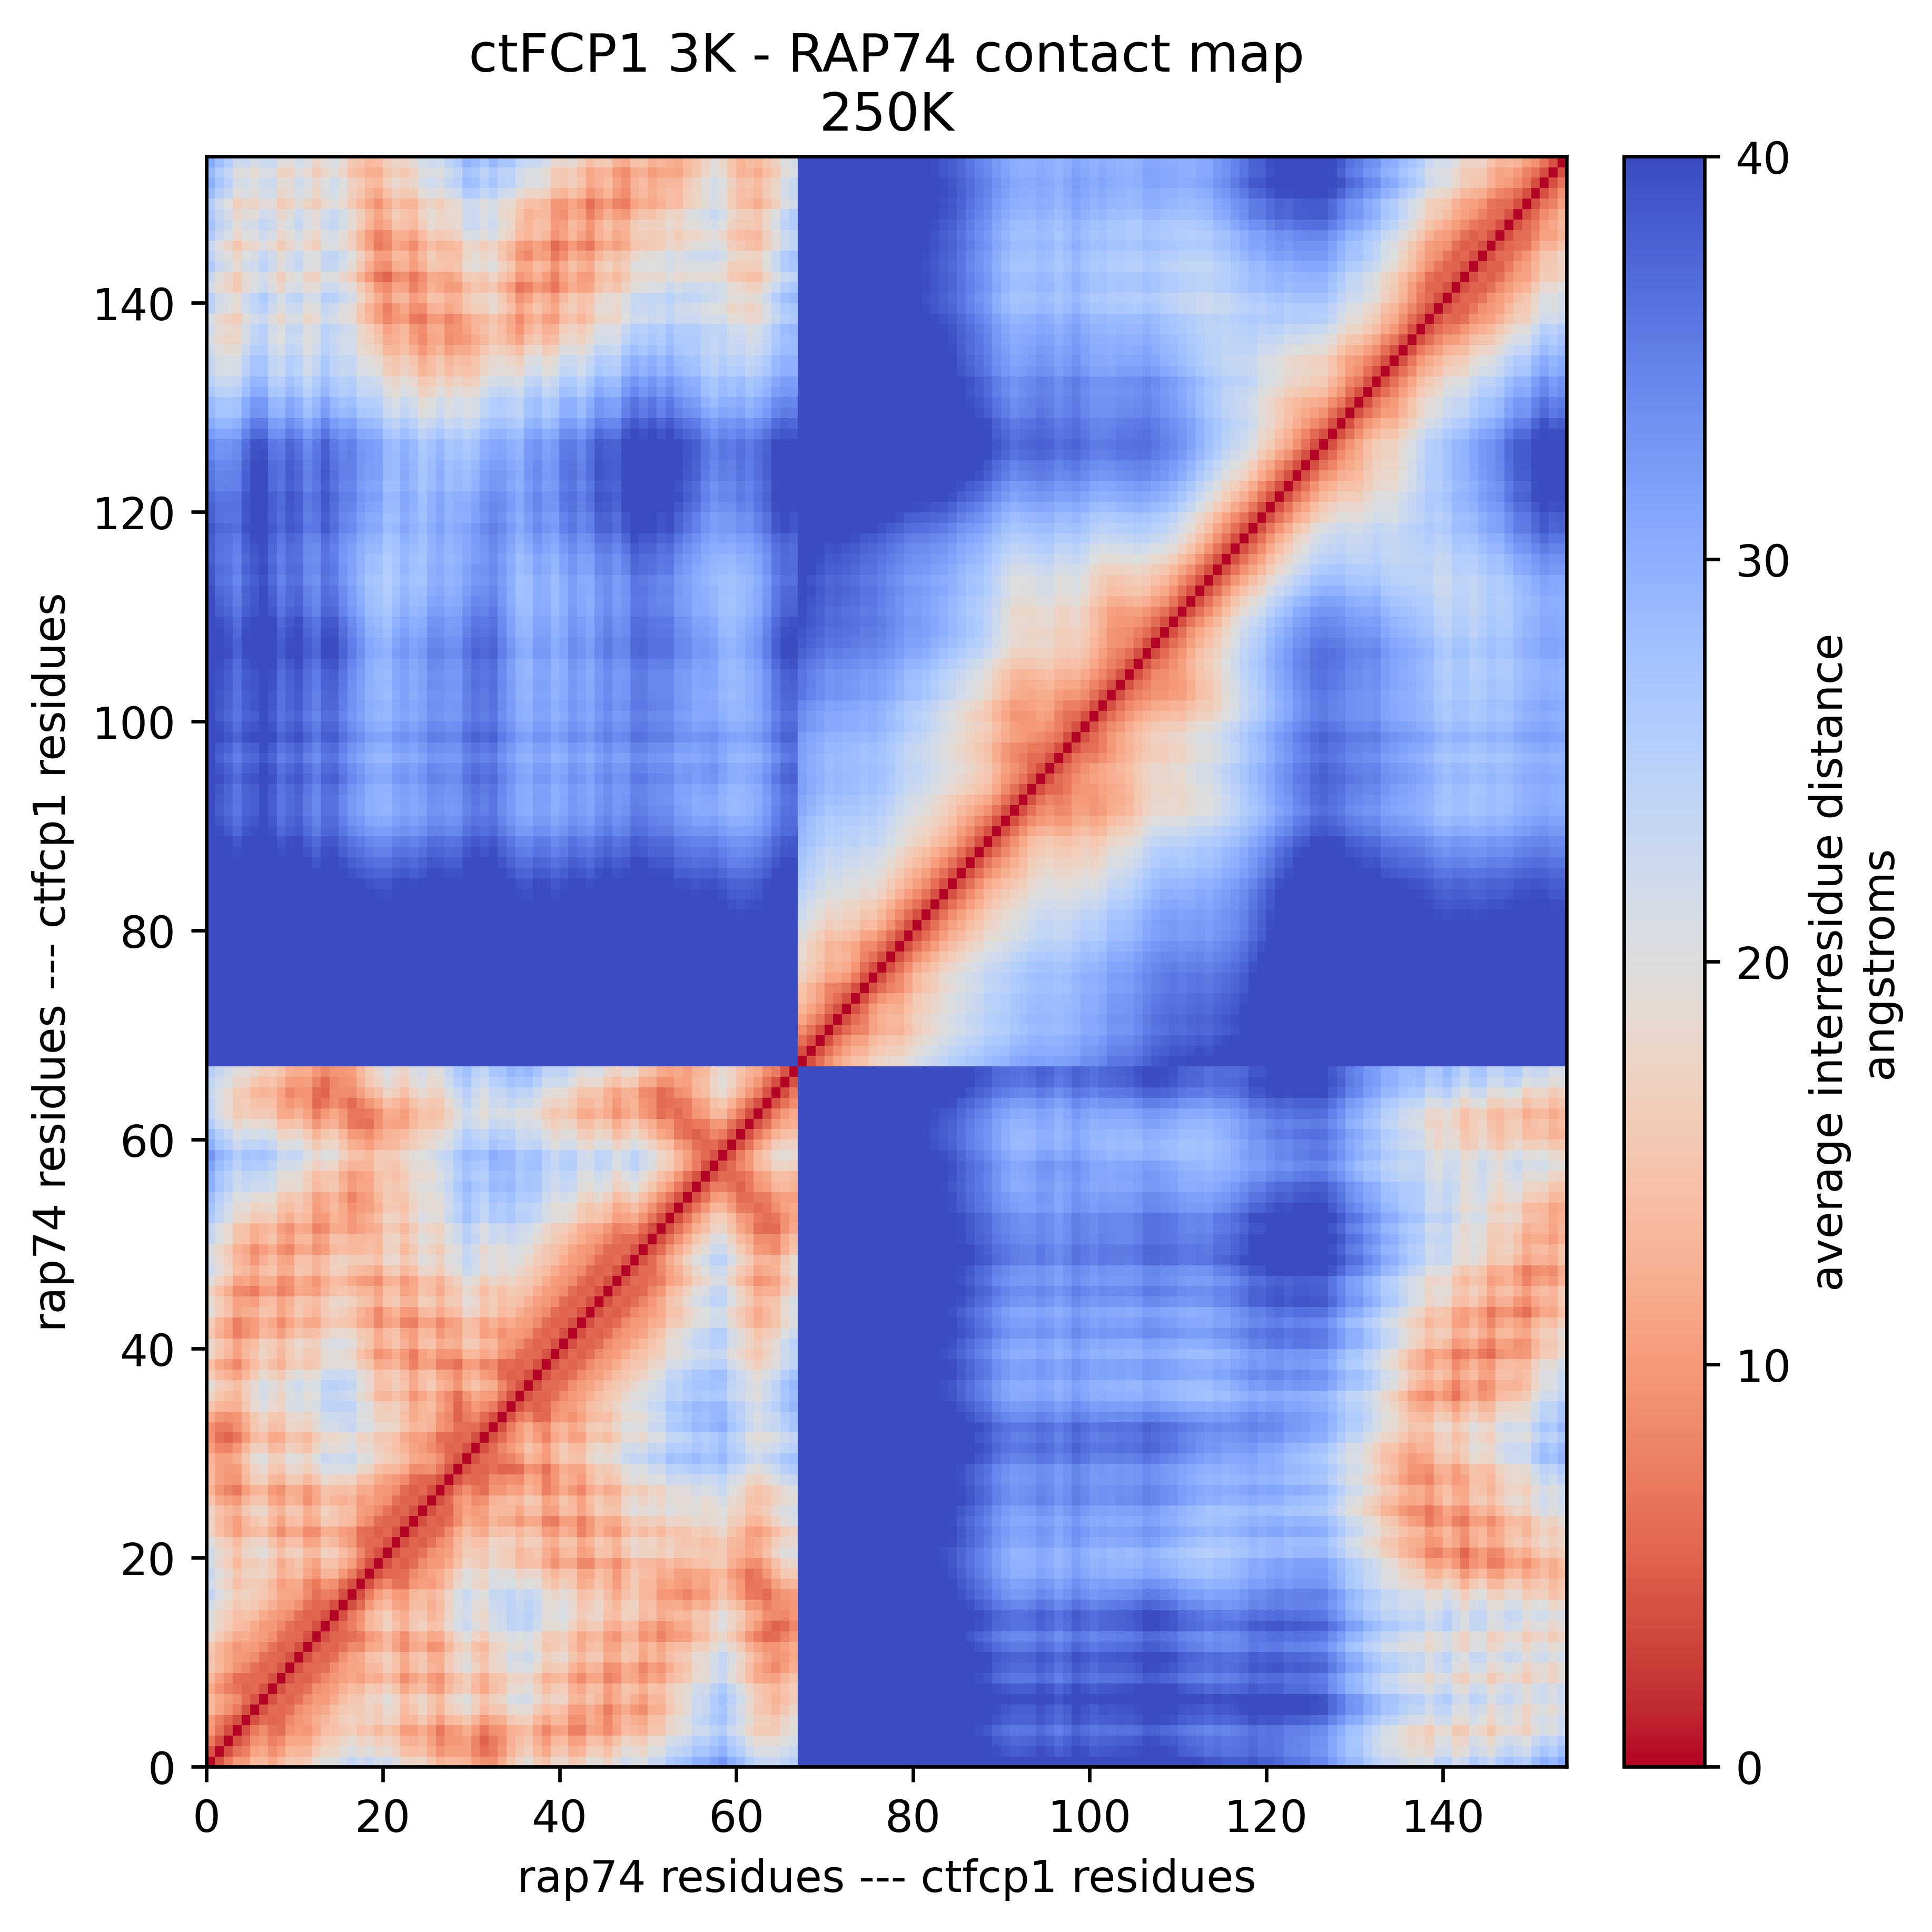 ctFCP1 3K - RAP74 contact map
250K
rap74 residues --- ctfcp1 residues
140
120
100
80
60
40
20
0
0 20 40 60 80 100 120 140
rap74 residues --- ctfcp1 residues
40
30
20
10
0
average interresidue distance
angstroms